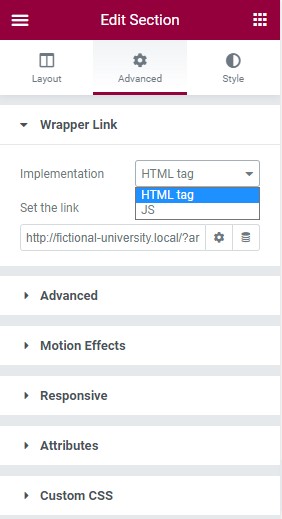 Edit Section
Layout Advanced Style
Wrapper Link
Implementation HTML tag
HTML tag
Set the link JS
http://fictional-university.local/?ar
Advanced
Motion Effects
Responsive
Attributes
Custom CSS